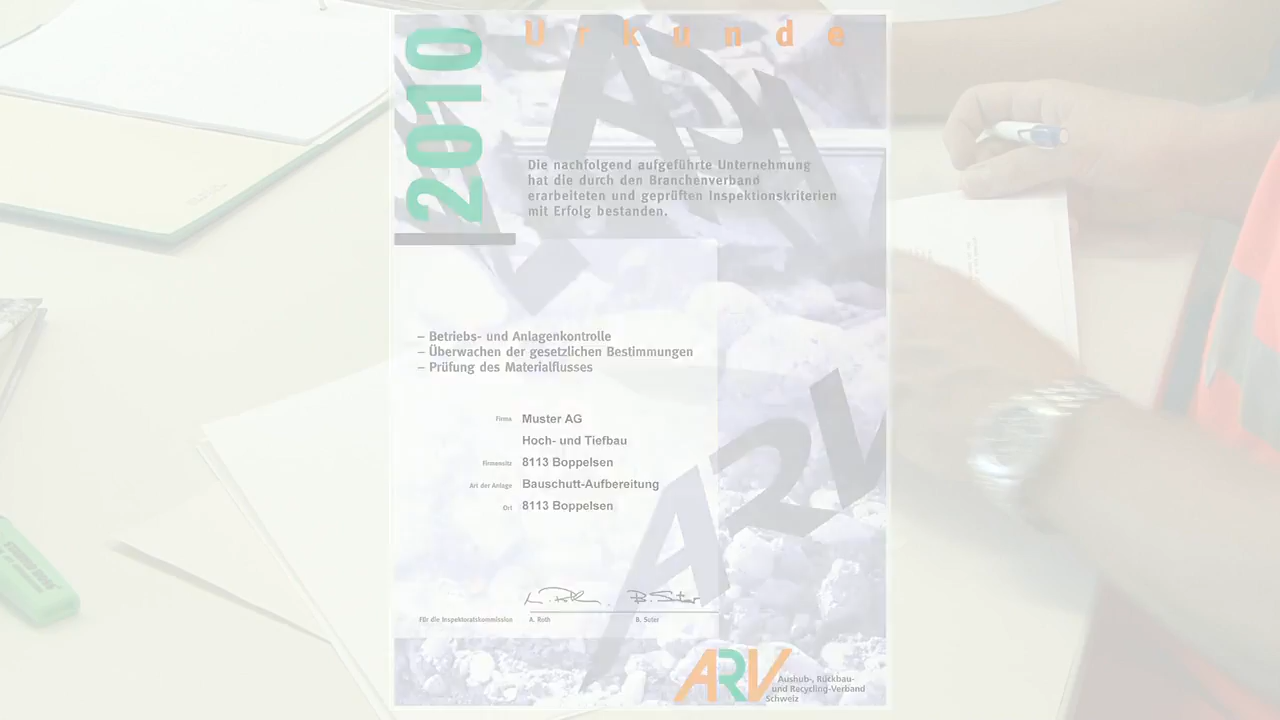 Urkunde
2010
Die nachfolgend aufgeführte Unternehmung
hat die durch den Branchenverband
erarbeiteten und geprüften Inspektionskriterien
mit Erfolg bestanden.
– Betriebs- und Anlagenkontrolle
– Überwachen der gesetzlichen Bestimmungen
– Prüfung des Materialflusses
Firma Muster AG
Hoch- und Tiefbau
Firmensitz 8113 Boppelsen
Art der Anlage Bauschutt-Aufbereitung
Ort 8113 Boppelsen
Für die Inspektoratskommission A. Roth B. Suter
ARV
ARV Aushub-, Rückbau-
und Recycling-Verband
Schweiz